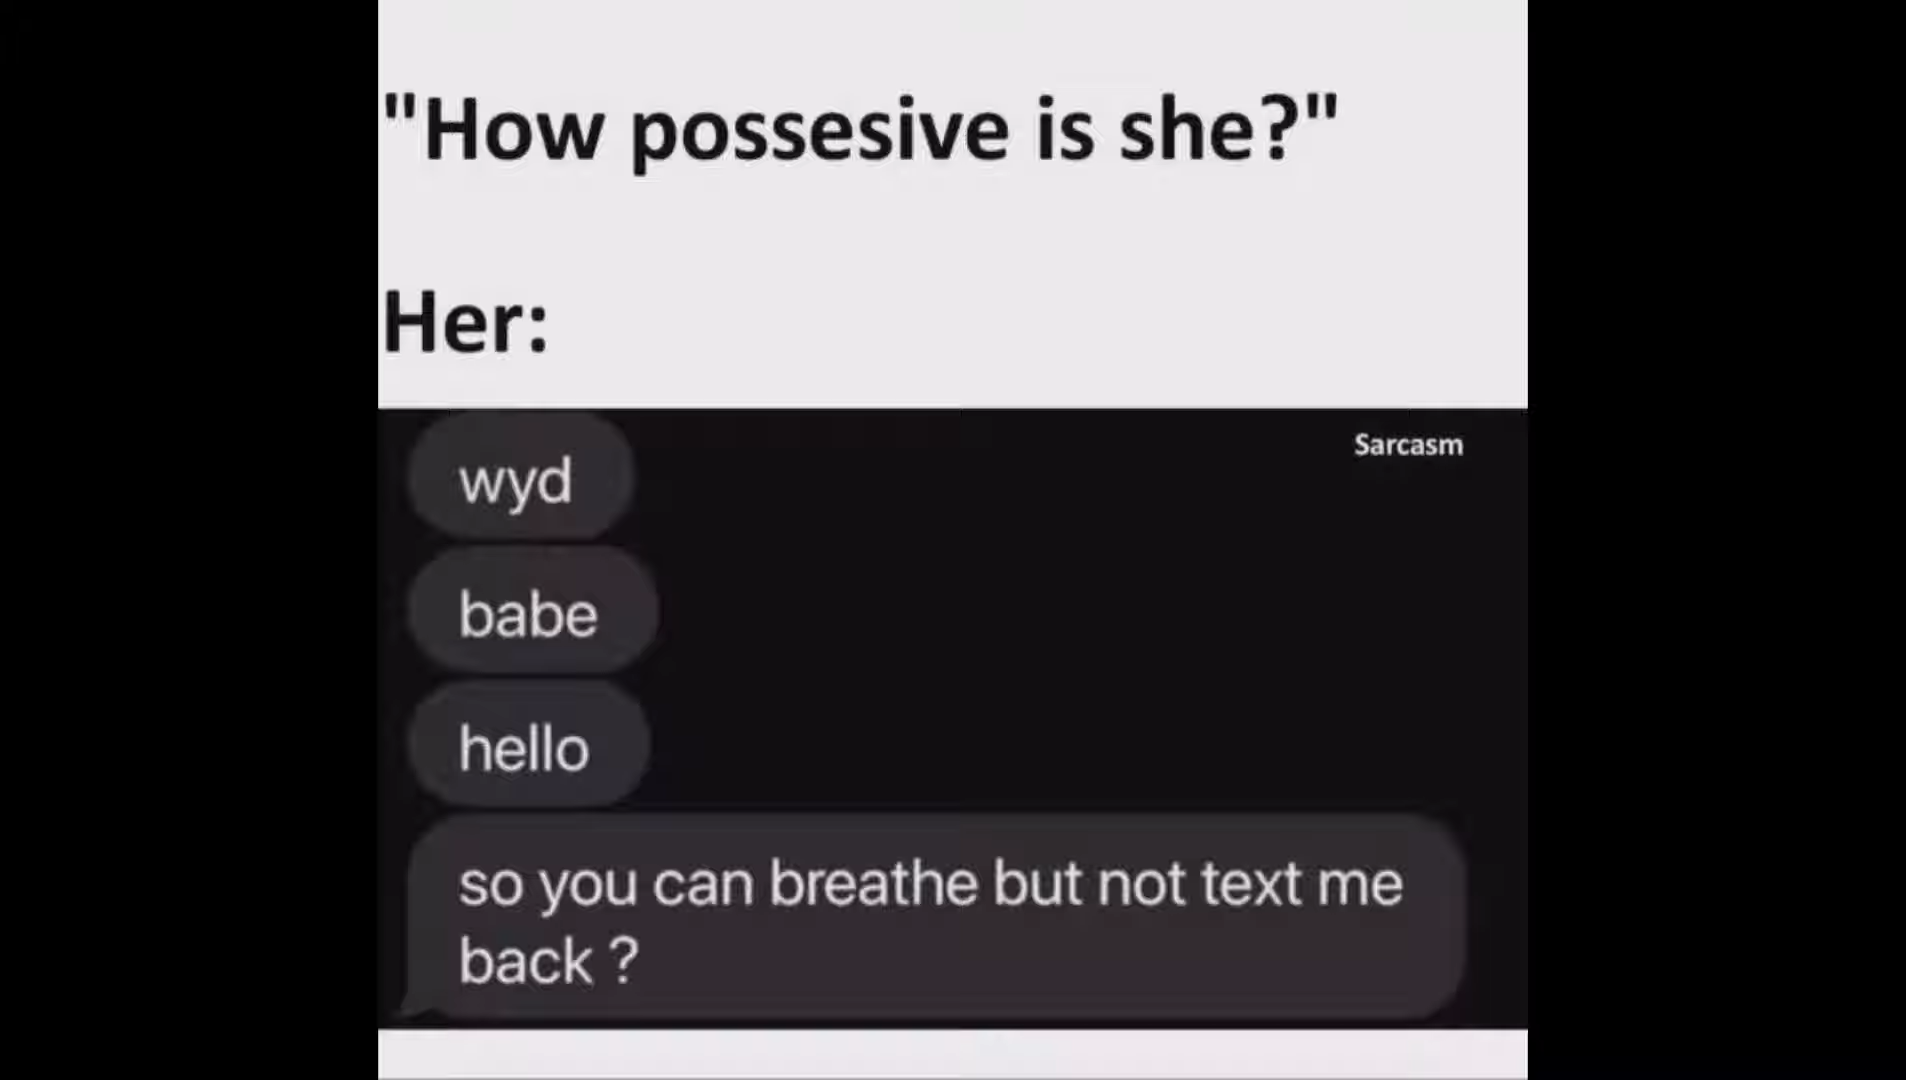 "How possesive is she?"
Her:
Sarcasm
wyd
babe
hello
so you can breathe but not text me
back ?